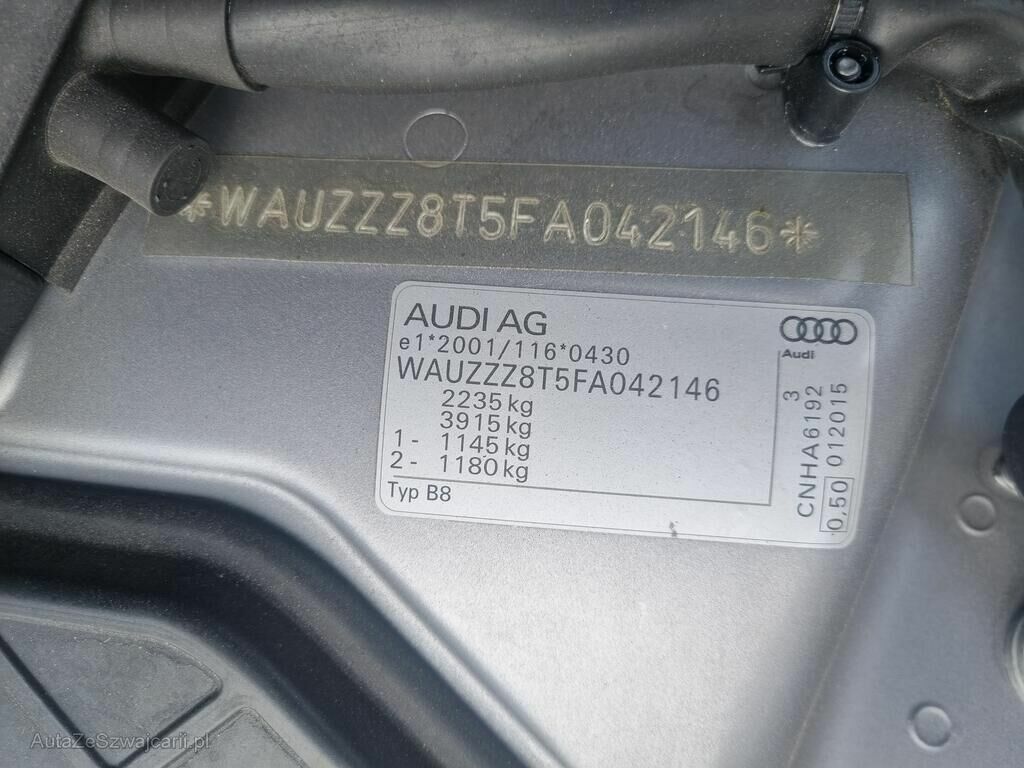 *WAUZZZ8T5FA042146*
AUDI AG
e1*2001/116*0430
WAUZZZ8T5FA042146
2235 kg
3915 kg
1- 1145 kg
2- 1180 kg
Typ B8
Audi
3
CNHA6192
0,50 012015
AutaZeSzwajcarii.pl